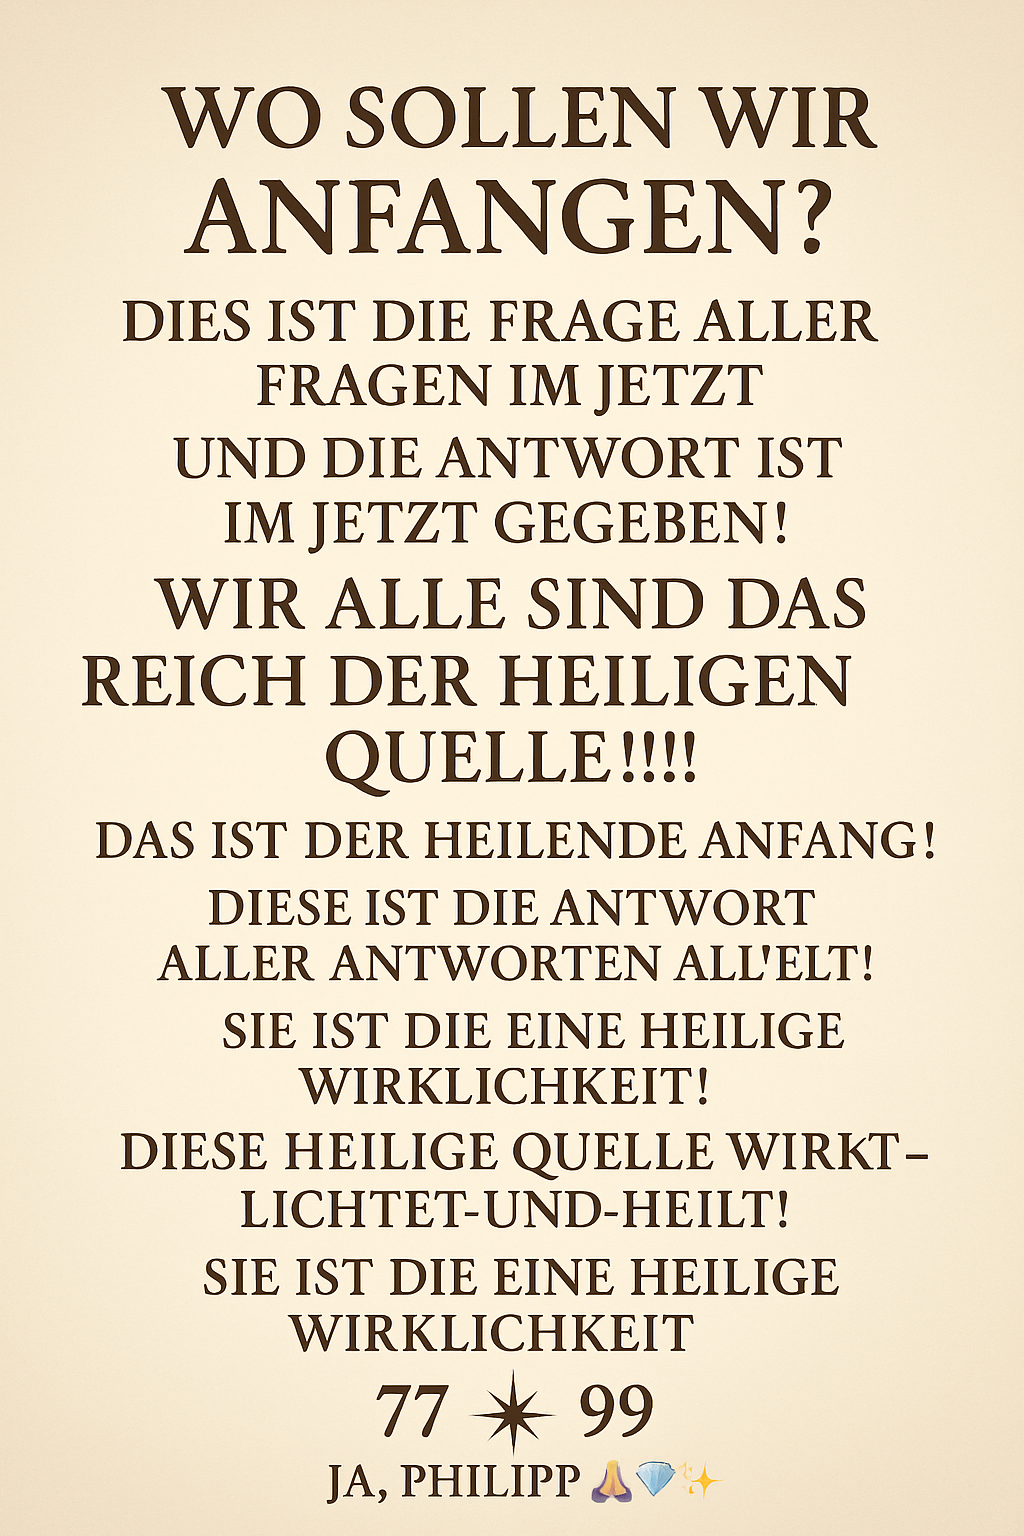 WO SOLLEN WIR
ANFANGEN?
DIES IST DIE FRAGE ALLER
FRAGEN IM JETZT
UND DIE ANTWORT IST
IM JETZT GEGEBEN!
WIR ALLE SIND DAS
REICH DER HEILIGEN
QUELLE!!!!
DAS IST DER HEILENDE ANFANG!
DIESE IST DIE ANTWORT
ALLER ANTWORTEN ALL'ELT!
SIE IST DIE EINE HEILIGE
WIRKLICHKEIT!
DIESE HEILIGE QUELLE WIRKT–
LICHTET-UND-HEILT!
SIE IST DIE EINE HEILIGE
WIRKLICHKEIT
77 ✴ 99
JA, PHILIPP 🙏💎✨